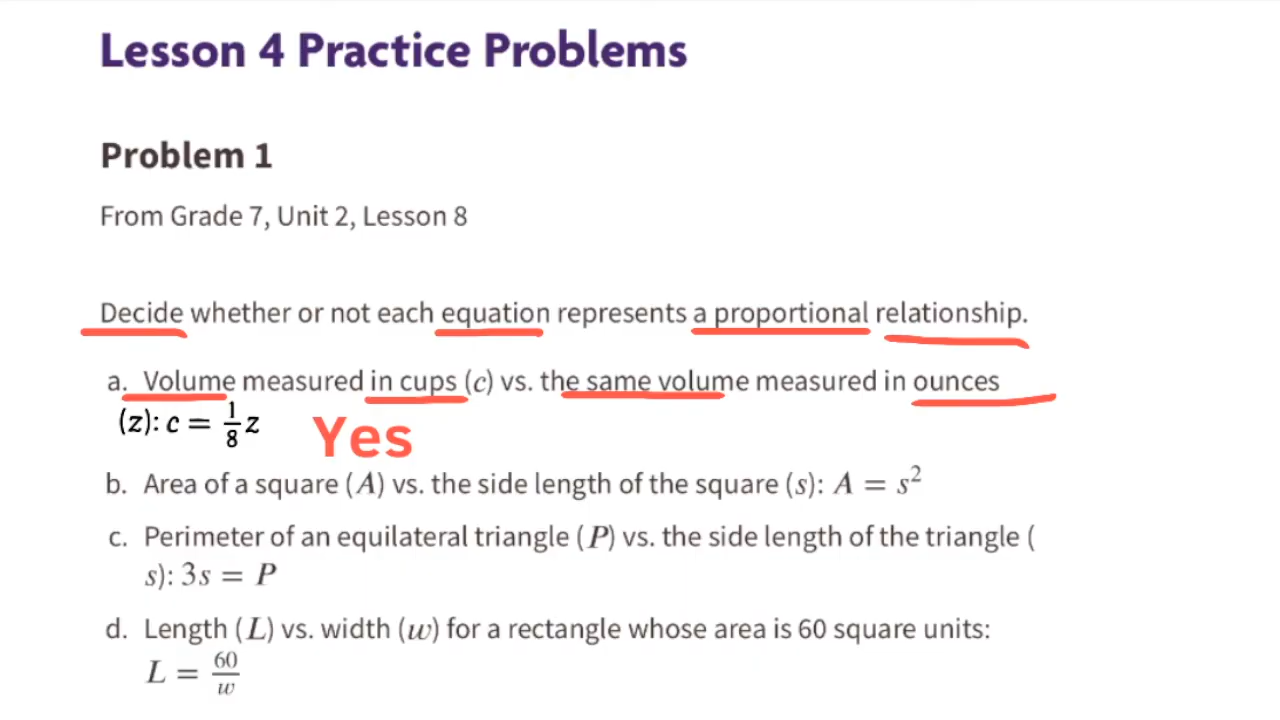 Lesson 4 Practice Problems
Problem 1
From Grade 7, Unit 2, Lesson 8
Decide whether or not each equation represents a proportional relationship.
a. Volume measured in cups (c) vs. the same volume measured in ounces
(z): c = 1/8 z Yes
b. Area of a square (A) vs. the side length of the square (s): A = s²
c. Perimeter of an equilateral triangle (P) vs. the side length of the triangle (
s): 3s = P
d. Length (L) vs. width (w) for a rectangle whose area is 60 square units:
L = 60/w